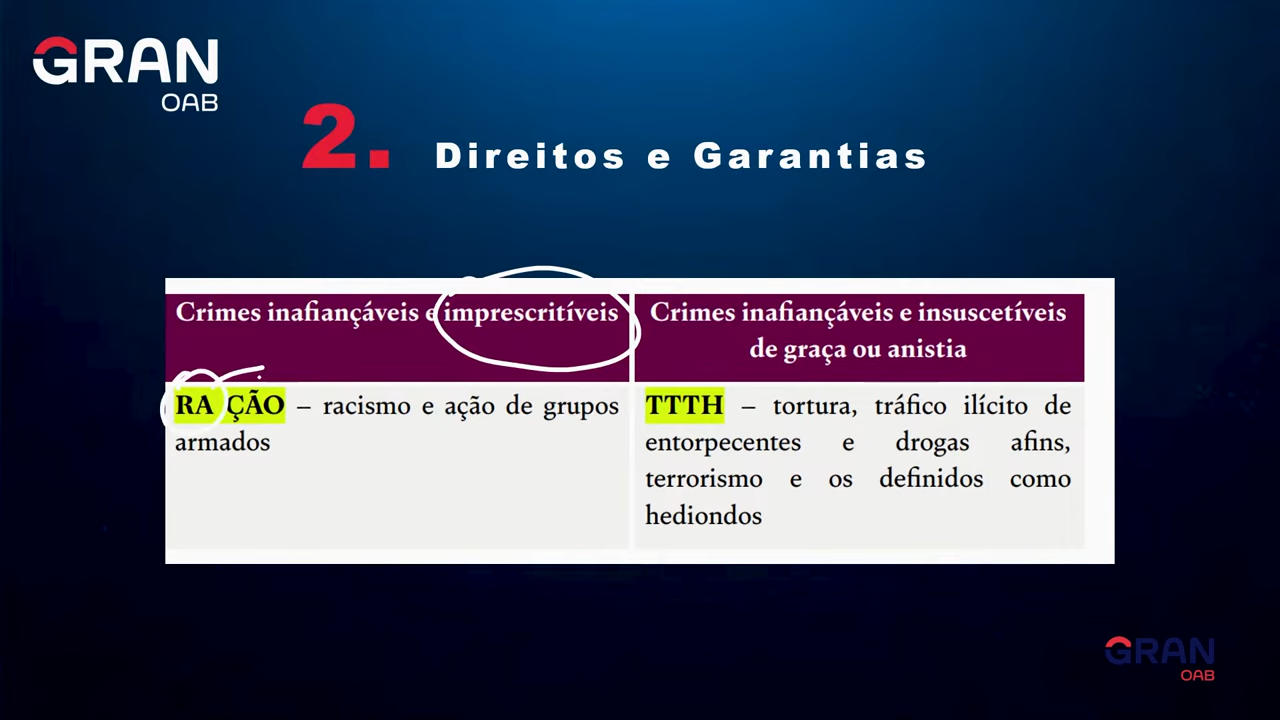 GRAN
OAB
2. Direitos e Garantias
Crimes inafiançáveis e imprescritíveis
Crimes inafiançáveis e insuscetíveis
de graça ou anistia
RA ÇÃO – racismo e ação de grupos
armados
TTTH – tortura, tráfico ilícito de
entorpecentes e drogas afins,
terrorismo e os definidos como
hediondos
GRAN
OAB